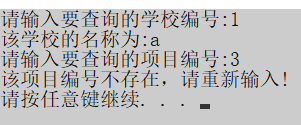 请输入要查询的学校编号:1
该学校的名称为:a
请输入要查询的项目编号:3
该项目编号不存在，请重新输入!
请按任意键继续. . .